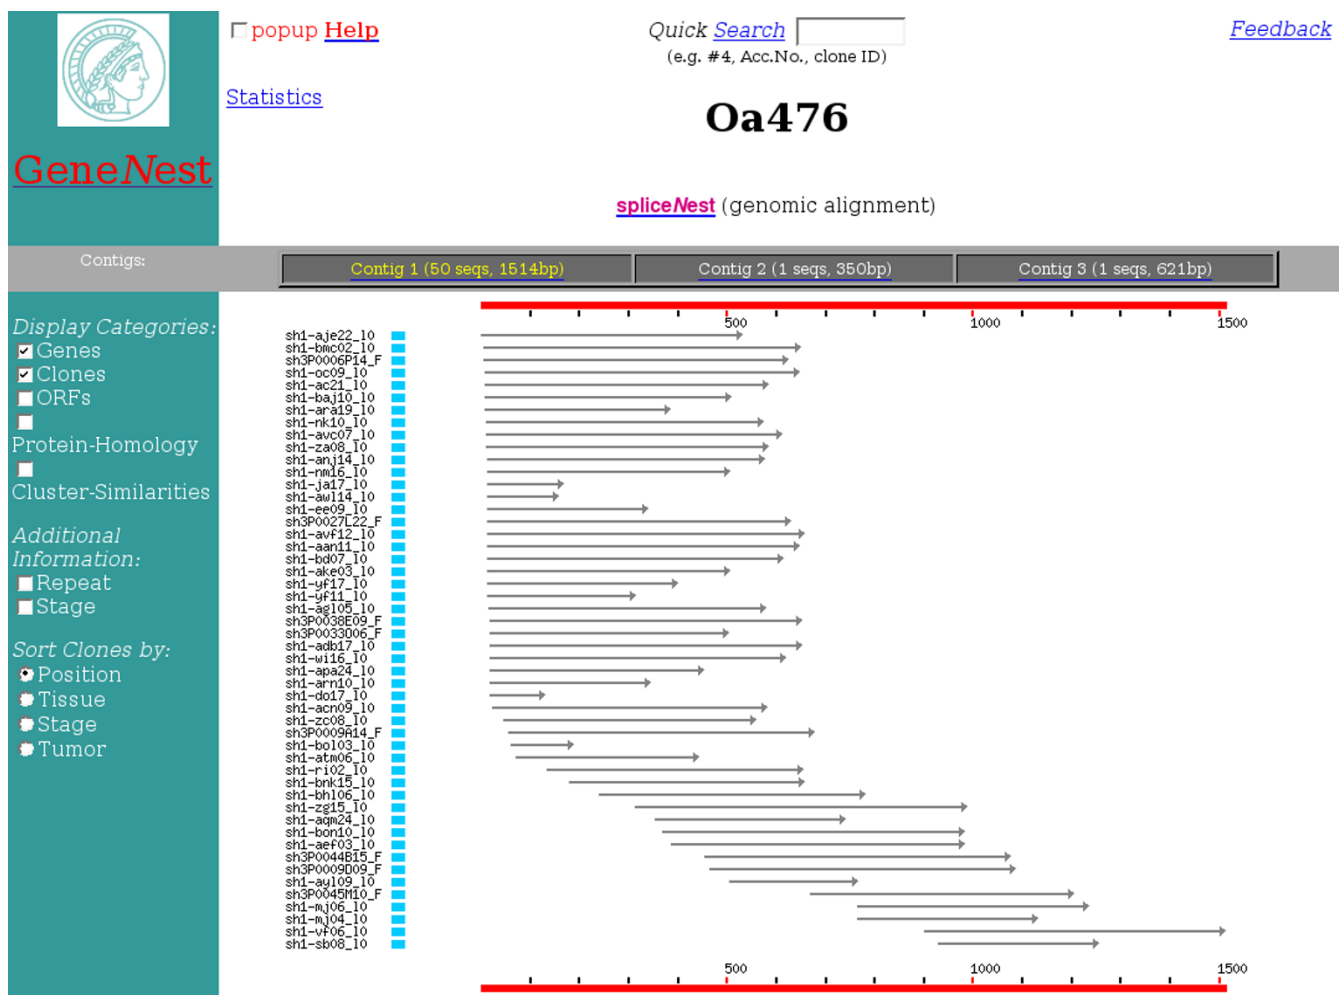 popup Help
Quick Search
(e.g. #4, Acc.No., clone ID)
Feedback
Statistics
Oa476
GeneNest
spliceNest (genomic alignment)
Contigs:
Contig 1 (50 seqs, 1514bp)
Contig 2 (1 seqs, 350bp)
Contig 3 (1 seqs, 621bp)
Display Categories:
Genes
Clones
ORFs
Protein-Homology
Cluster-Similarities
Additional
Information:
Repeat
Stage
Sort Clones by:
Position
Tissue
Stage
Tumor
500 1000 1500
sh1-aje22_10
sh1-bmc02_10
sh3P0006P14_F
sh1-oc09_10
sh1-ac21_10
sh1-baj10_10
sh1-ara19_10
sh1-nk10_10
sh1-avc07_10
sh1-za08_10
sh1-anj14_10
sh1-nm16_10
sh1-ja17_10
sh1-awl14_10
sh1-ee09_10
sh3P0027L22_F
sh1-avf12_10
sh1-aan11_10
sh1-bd07_10
sh1-ake03_10
sh1-yf17_10
sh1-yf11_10
sh1-agl05_10
sh3P0038E09_F
sh3P0033O06_F
sh1-adb17_10
sh1-wi16_10
sh1-apa24_10
sh1-arn10_10
sh1-do17_10
sh1-acn09_10
sh1-zc08_10
sh3P0009A14_F
sh1-bol03_10
sh1-atm06_10
sh1-ri02_10
sh1-bnk15_10
sh1-bhl06_10
sh1-zg15_10
sh1-aqm24_10
sh1-bon10_10
sh1-aef03_10
sh3P0044B15_F
sh3P0009D09_F
sh1-ayl09_10
sh3P0045M10_F
sh1-mj06_10
sh1-mj04_10
sh1-vf06_10
sh1-sb08_10
500 1000 1500